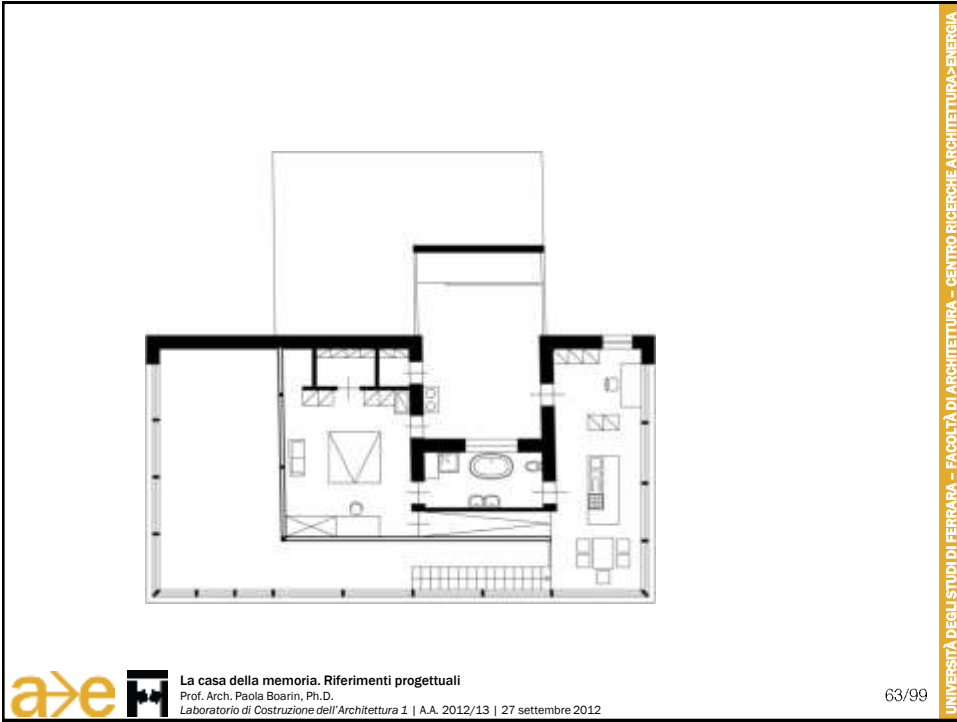 UNIVERSITÀ DEGLI STUDI DI FERRARA – FACOLTÀ DI ARCHITETTURA – CENTRO RICERCHE ARCHITETTURA>ENERGIA
a>e
La casa della memoria. Riferimenti progettuali
Prof. Arch. Paola Boarin, Ph.D.
Laboratorio di Costruzione dell'Architettura 1 | A.A. 2012/13 | 27 settembre 2012
63/99